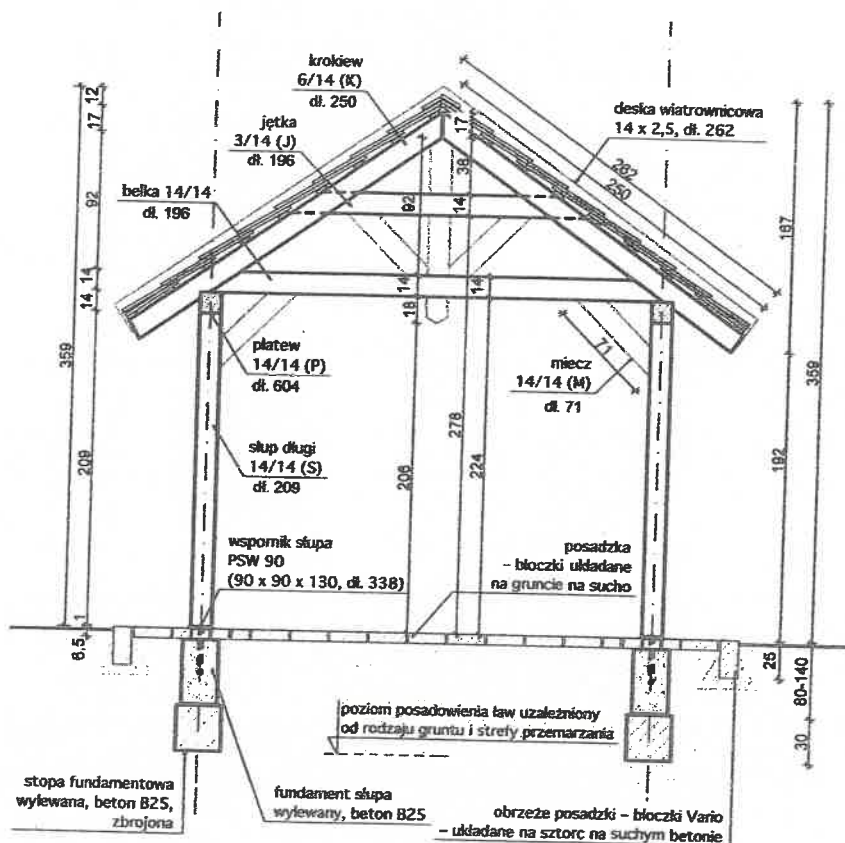 krokiew
6/14 (K)
dł. 250
jętka
3/14 (J)
dł. 196
belka 14/14
dł. 196
deska wiatrownicowa
14 x 2,5, dł. 262
262
250
12
17
92
14
14
359
209
1
6,5
17
38
92
14
14
14
18
71
278
206
224
167
359
192
26
80-140
30
płatew
14/14 (P)
dł. 604
miecz
14/14 (M)
dł. 71
słup długi
14/14 (S)
dł. 209
wspornik słupa
PSW 90
(90 x 90 x 130, dł. 338)
posadzka
– bloczki układane
na gruncie na sucho
poziom posadowienia ław uzależniony
od rodzaju gruntu i strefy przemarzania
stopa fundamentowa
wylewana, beton B25,
zbrojona
fundament słupa
wylewany, beton B25
obrzeże posadzki – bloczki Vario
– układane na sztorc na suchym betonie